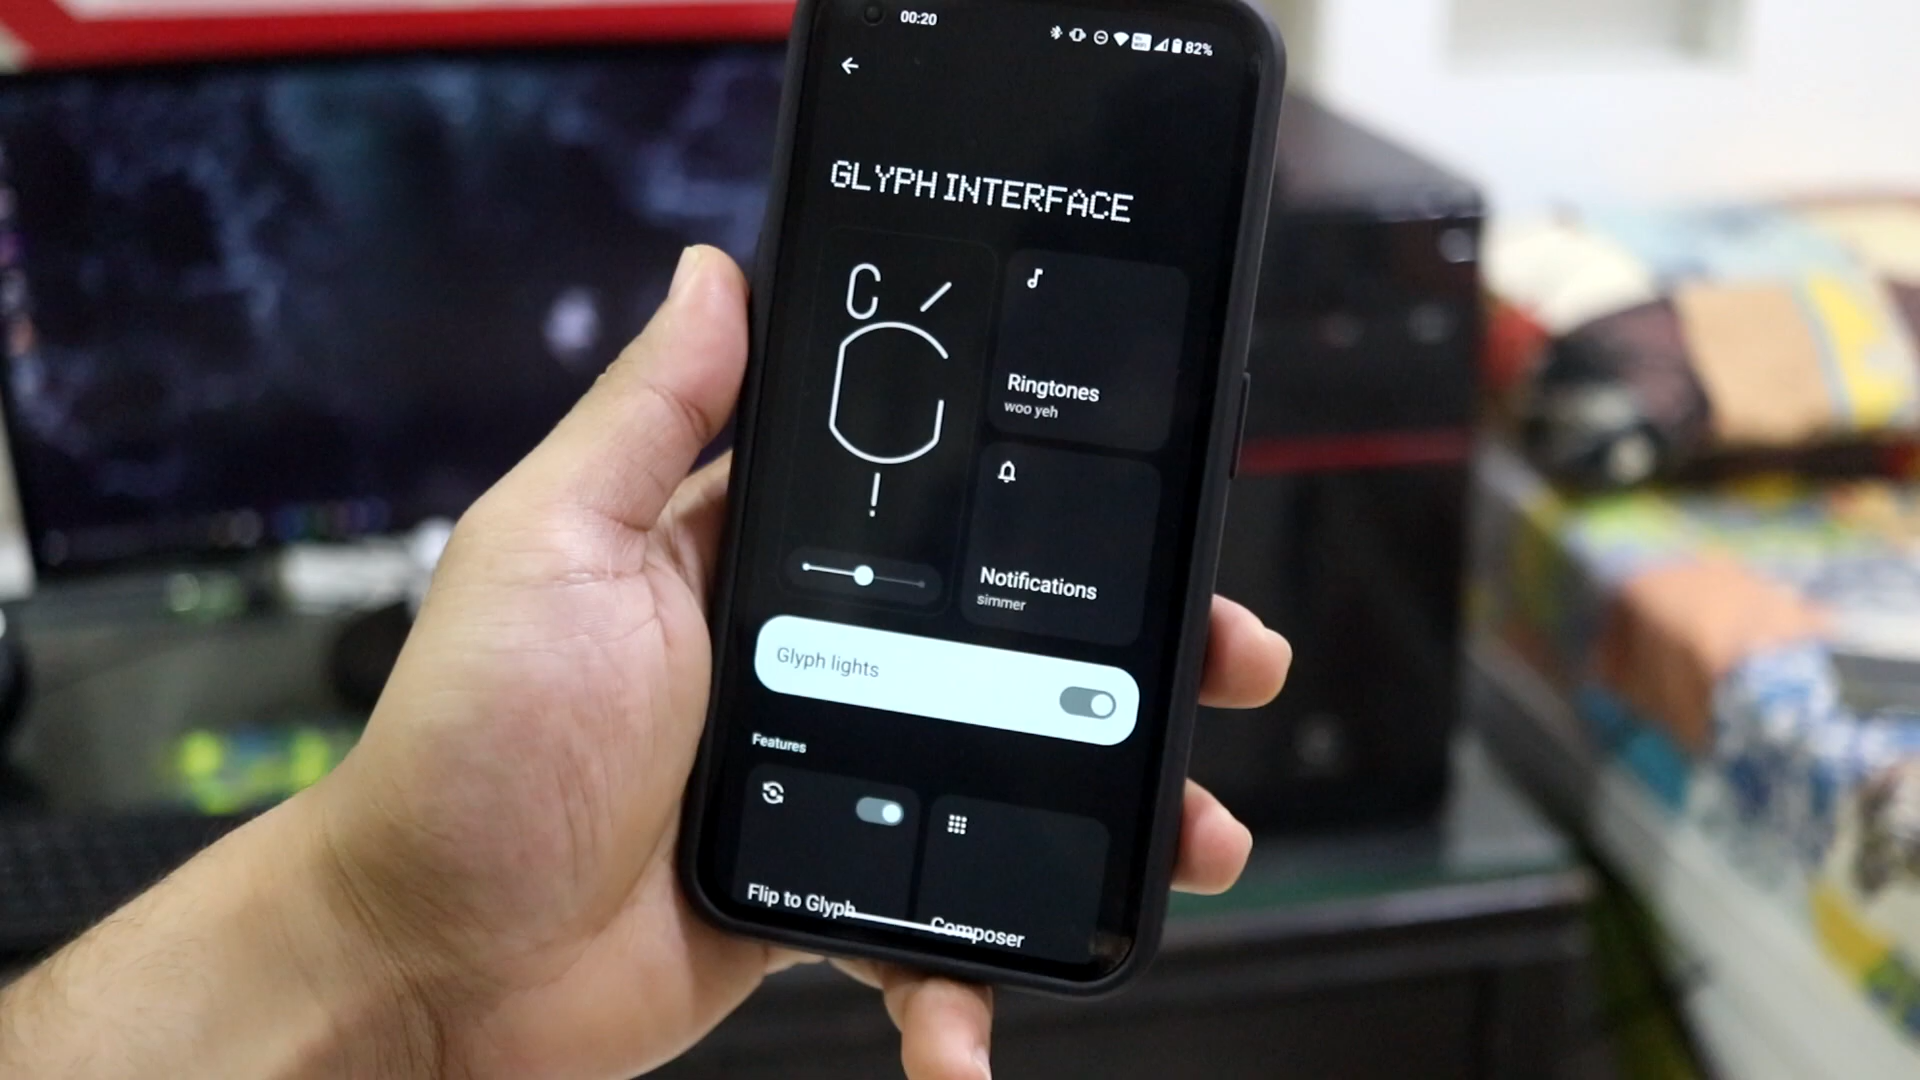 00:20
82%
GLYPH INTERFACE
Ringtones
woo yeh
Notifications
simmer
Glyph lights
Features
Flip to Glyph
Composer